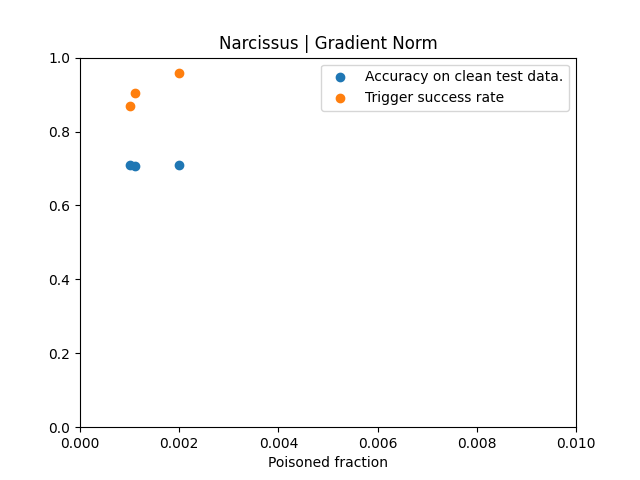 Narcissus | Gradient Norm
Accuracy on clean test data.
Trigger success rate
1.0
0.8
0.6
0.4
0.2
0.0
0.000 0.002 0.004 0.006 0.008 0.010
Poisoned fraction